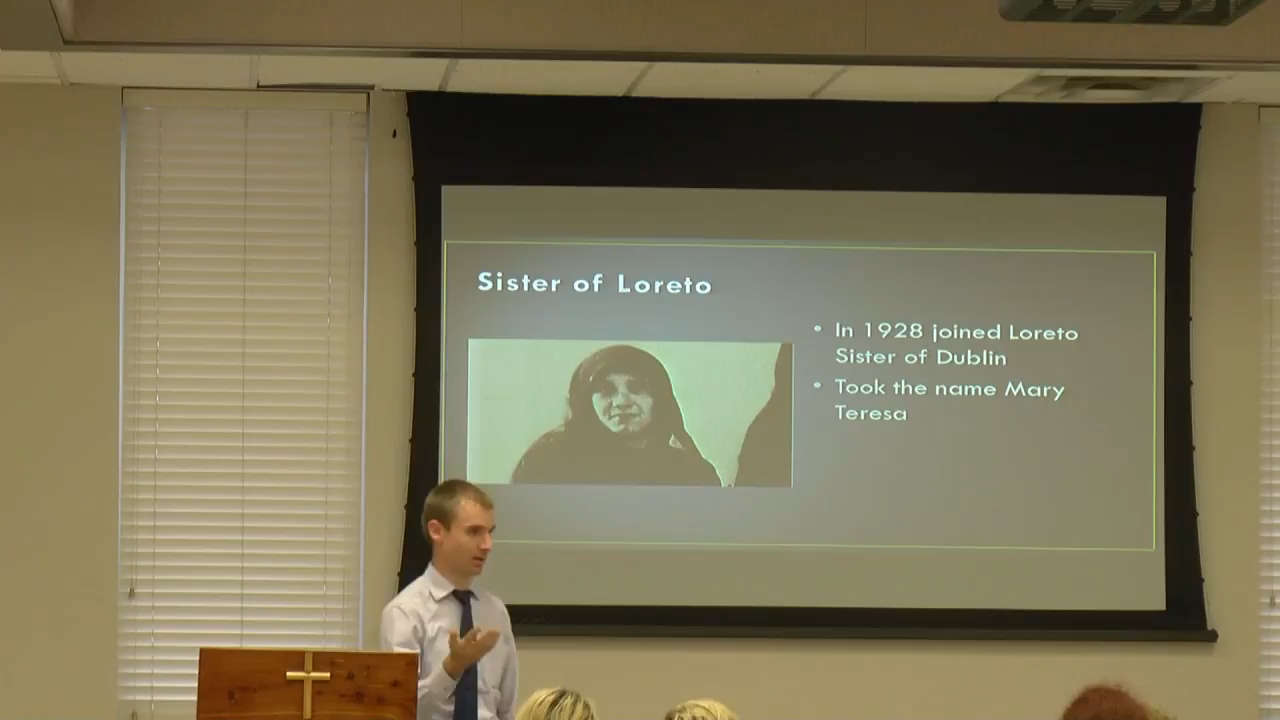 Sister of Loreto
• In 1928 joined Loreto
Sister of Dublin
• Took the name Mary
Teresa